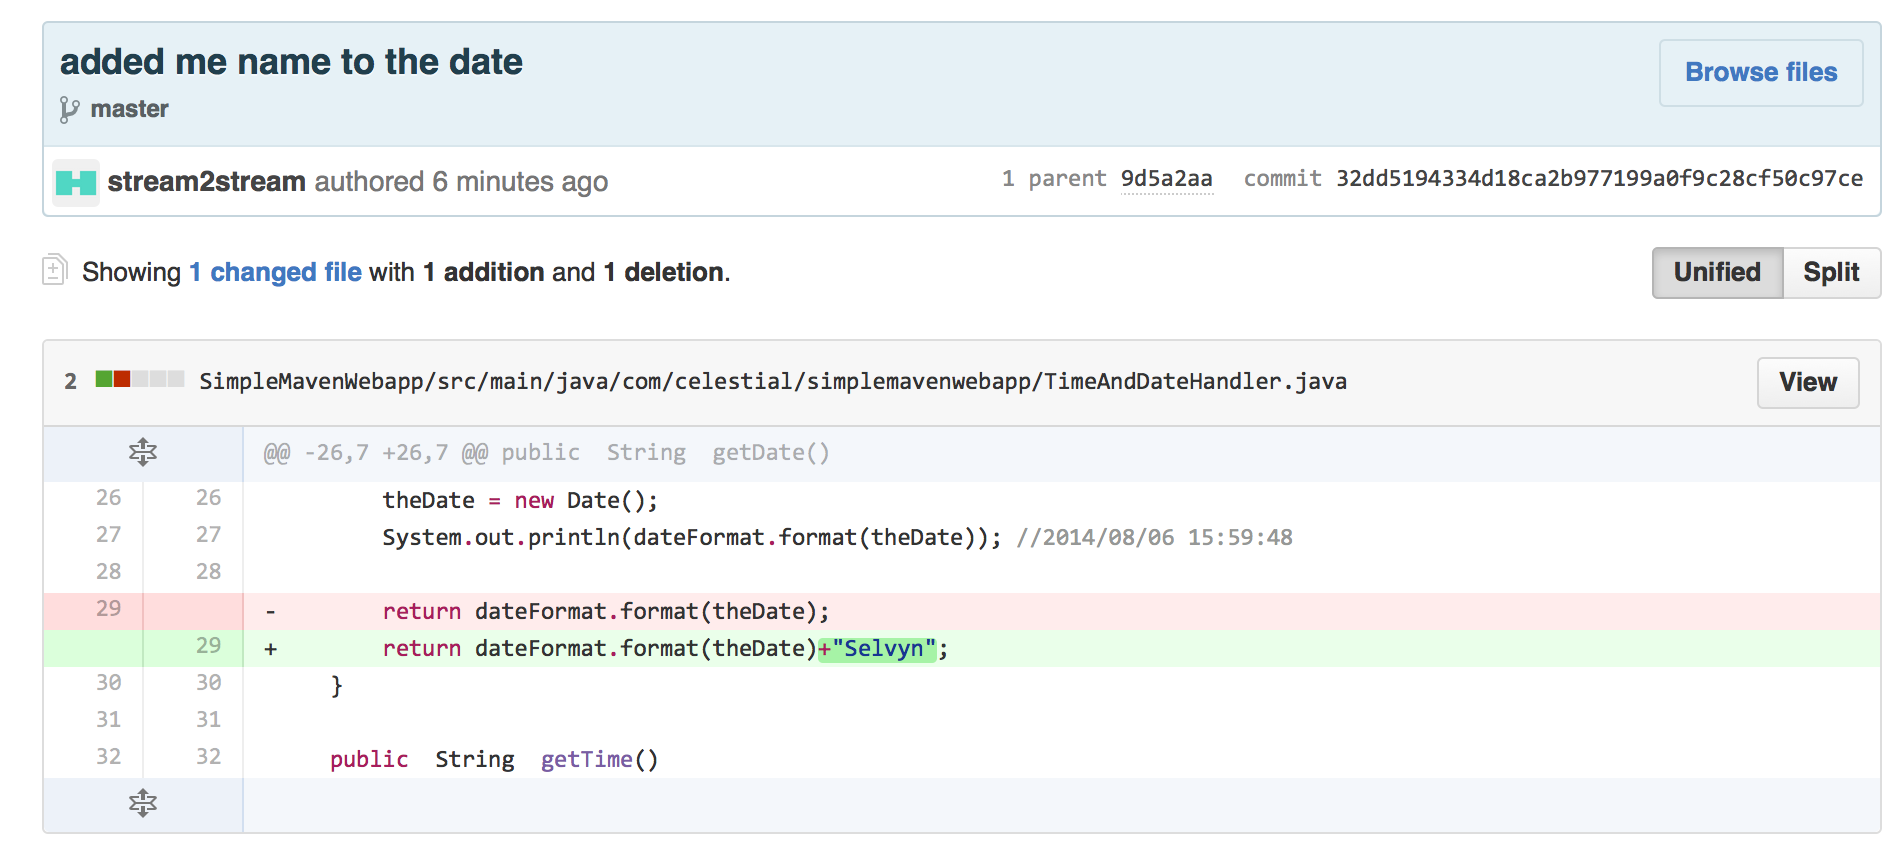 added me name to the date
Browse files
master
stream2stream authored 6 minutes ago
1 parent 9d5a2aa commit 32dd5194334d18ca2b977199a0f9c28cf50c97ce
Showing 1 changed file with 1 addition and 1 deletion.
Unified Split
2 SimpleMavenWebapp/src/main/java/com/celestial/simplemavenwebapp/TimeAndDateHandler.java
View
@@ -26,7 +26,7 @@ public  String  getDate()
26 26 theDate = new Date();
27 27 System.out.println(dateFormat.format(theDate)); //2014/08/06 15:59:48
28 28
29 - return dateFormat.format(theDate);
29 + return dateFormat.format(theDate)+"Selvyn";
30 30 }
31 31
32 32 public  String  getTime()